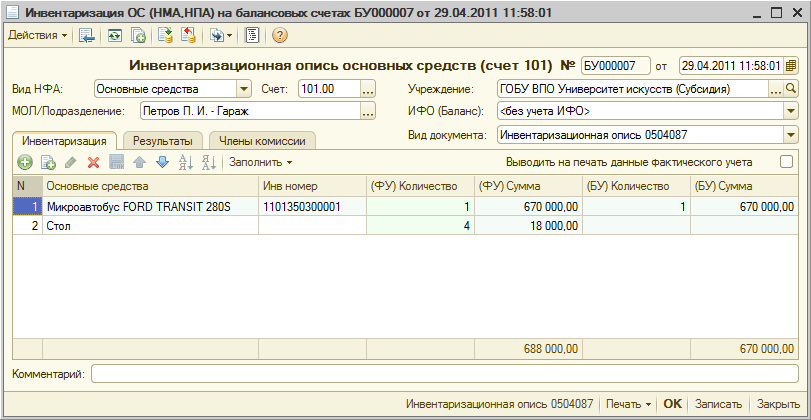 Инвентаризация ОС (НМА,НПА) на балансовых счетах БУ000007 от 29.04.2011 11:58:01
Действия
Инвентаризационная опись основных средств (счет 101) № БУ000007 от 29.04.2011 11:58:01
Вид НФА: Основные средства Счет: 101.00 ... Учреждение: ГОБУ ВПО Университет искусств (Субсидия) ...
МОЛ/Подразделение: Петров П. И. - Гараж ... ИФО (Баланс): <без учета ИФО>
Вид документа: Инвентаризационная опись 0504087
Инвентаризация Результаты Члены комиссии
Заполнить Выводить на печать данные фактического учета
N Основные средства Инв номер (ФУ) Количество (ФУ) Сумма (БУ) Количество (БУ) Сумма
1 Микроавтобус FORD TRANSIT 280S 1101350300001 1 670 000,00 1 670 000,00
2 Стол 4 18 000,00
688 000,00 670 000,00
Комментарий:
Инвентаризационная опись 0504087 Печать OK Записать Закрыть